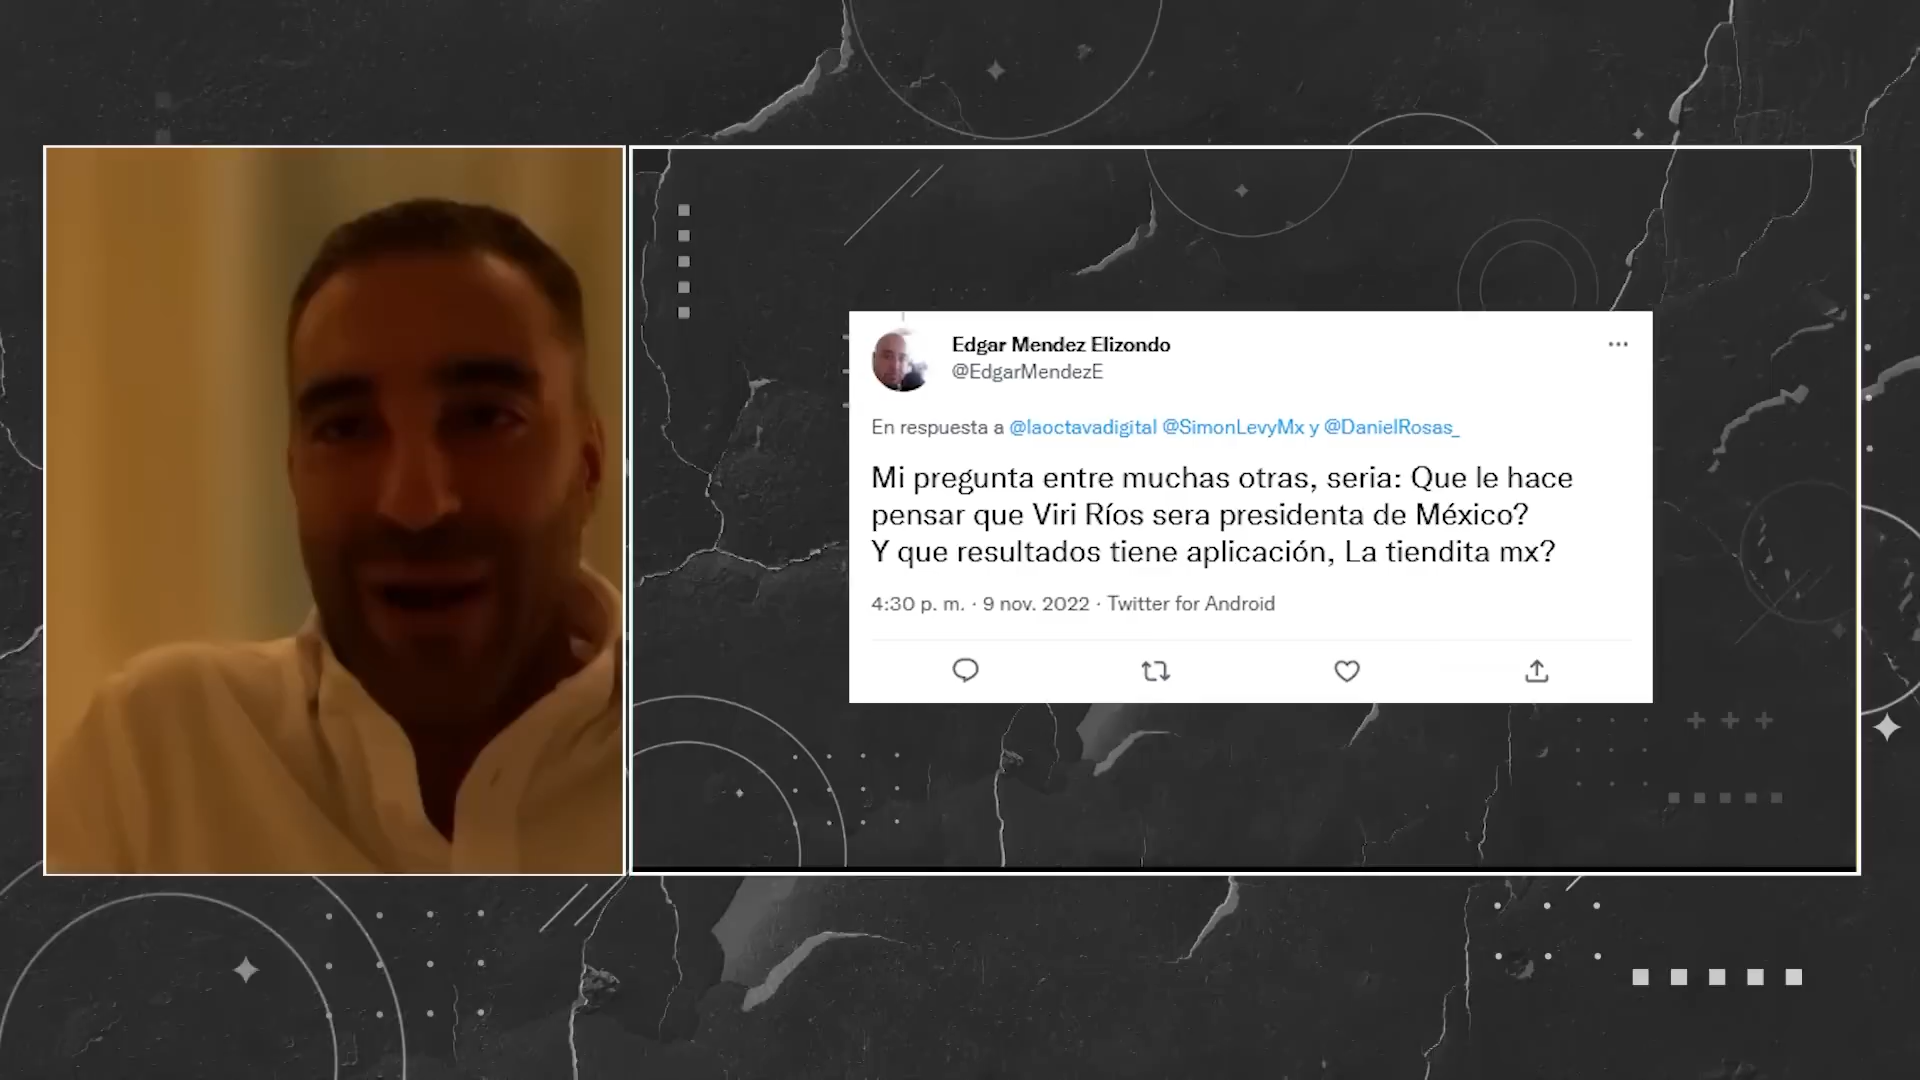 Edgar Mendez Elizondo
@EdgarMendezE
En respuesta a @laoctavadigital @SimonLevyMx y @DanielRosas_
Mi pregunta entre muchas otras, seria: Que le hace
pensar que Viri Ríos sera presidenta de México?
Y que resultados tiene aplicación, La tiendita mx?
4:30 p. m. · 9 nov. 2022 · Twitter for Android